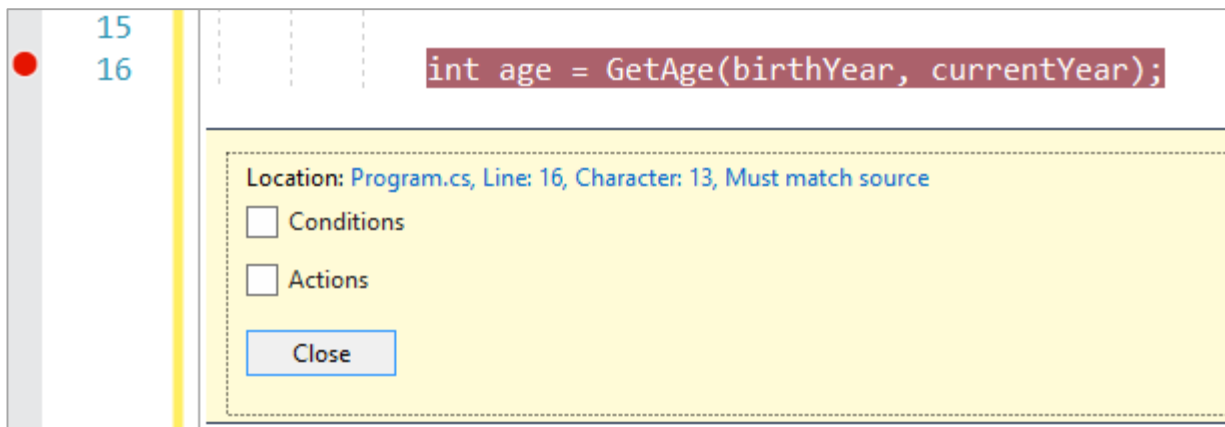 15
16 int age = GetAge(birthYear, currentYear);
Location: Program.cs, Line: 16, Character: 13, Must match source
Conditions
Actions
Close